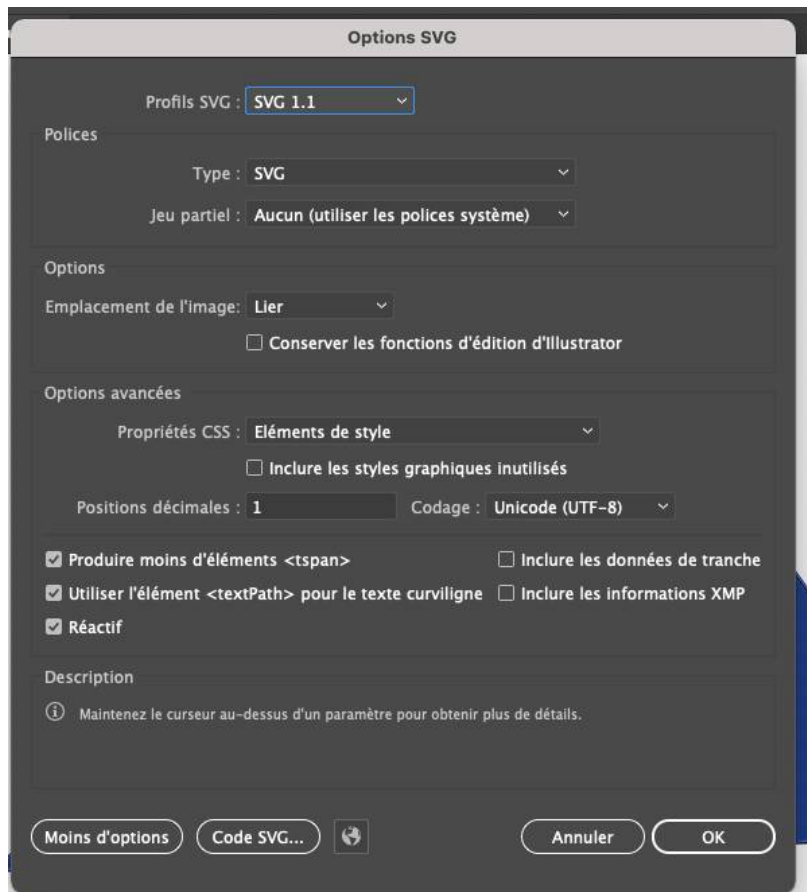 Options SVG
Profils SVG : SVG 1.1
Polices
Type : SVG
Jeu partiel : Aucun (utiliser les polices système)
Options
Emplacement de l'image: Lier
Conserver les fonctions d'édition d'Illustrator
Options avancées
Propriétés CSS : Eléments de style
Inclure les styles graphiques inutilisés
Positions décimales : 1 Codage : Unicode (UTF-8)
Produire moins d'éléments <tspan> Inclure les données de tranche
Utiliser l'élément <textPath> pour le texte curviligne Inclure les informations XMP
Réactif
Description
Maintenez le curseur au-dessus d'un paramètre pour obtenir plus de détails.
Moins d'options Code SVG... Annuler OK